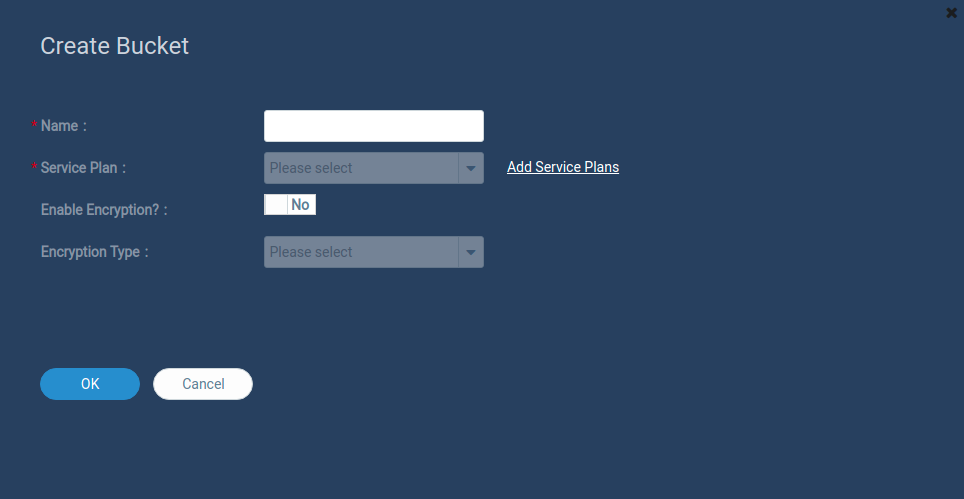 Create Bucket
* Name :
* Service Plan : Please select Add Service Plans
Enable Encryption? : No
Encryption Type : Please select
OK Cancel